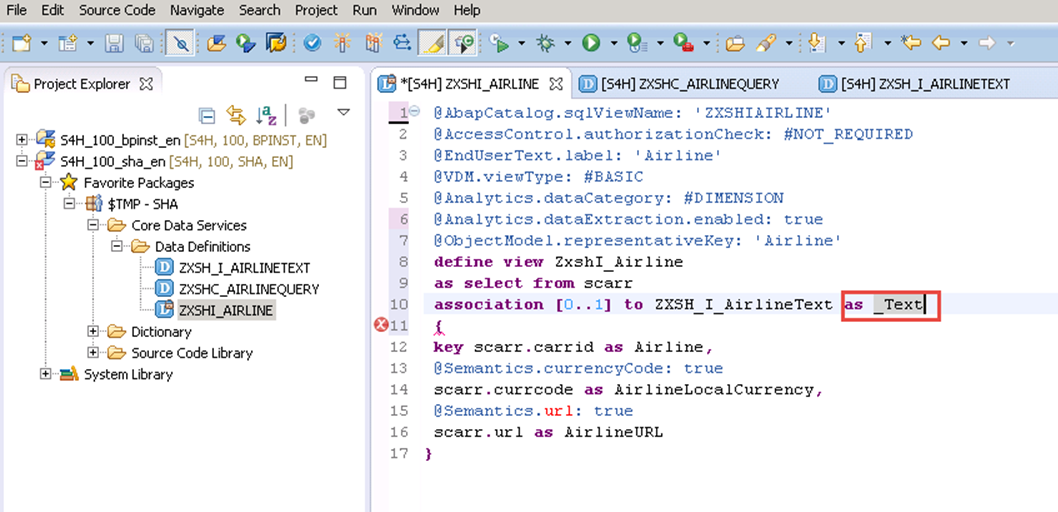 File Edit Source Code Navigate Search Project Run Window Help
Project Explorer
S4H_100_bpinst_en [S4H, 100, BPINST, EN]
S4H_100_sha_en [S4H, 100, SHA, EN]
Favorite Packages
$TMP - SHA
Core Data Services
Data Definitions
ZXSH_I_AIRLINETEXT
ZXSHC_AIRLINEQUERY
ZXSHI_AIRLINE
Dictionary
Source Code Library
System Library
*[S4H] ZXSHI_AIRLINE [S4H] ZXSHC_AIRLINEQUERY [S4H] ZXSH_I_AIRLINETEXT
1 @AbapCatalog.sqlViewName: 'ZXSHIAIRLINE'
2 @AccessControl.authorizationCheck: #NOT_REQUIRED
3 @EndUserText.label: 'Airline'
4 @VDM.viewType: #BASIC
5 @Analytics.dataCategory: #DIMENSION
6 @Analytics.dataExtraction.enabled: true
7 @ObjectModel.representativeKey: 'Airline'
8 define view ZxshI_Airline
9 as select from scarr
10 association [0..1] to ZXSH_I_AirlineText as _Text
11 {
12 key scarr.carrid as Airline,
13 @Semantics.currencyCode: true
14 scarr.currcode as AirlineLocalCurrency,
15 @Semantics.url: true
16 scarr.url as AirlineURL
17 }